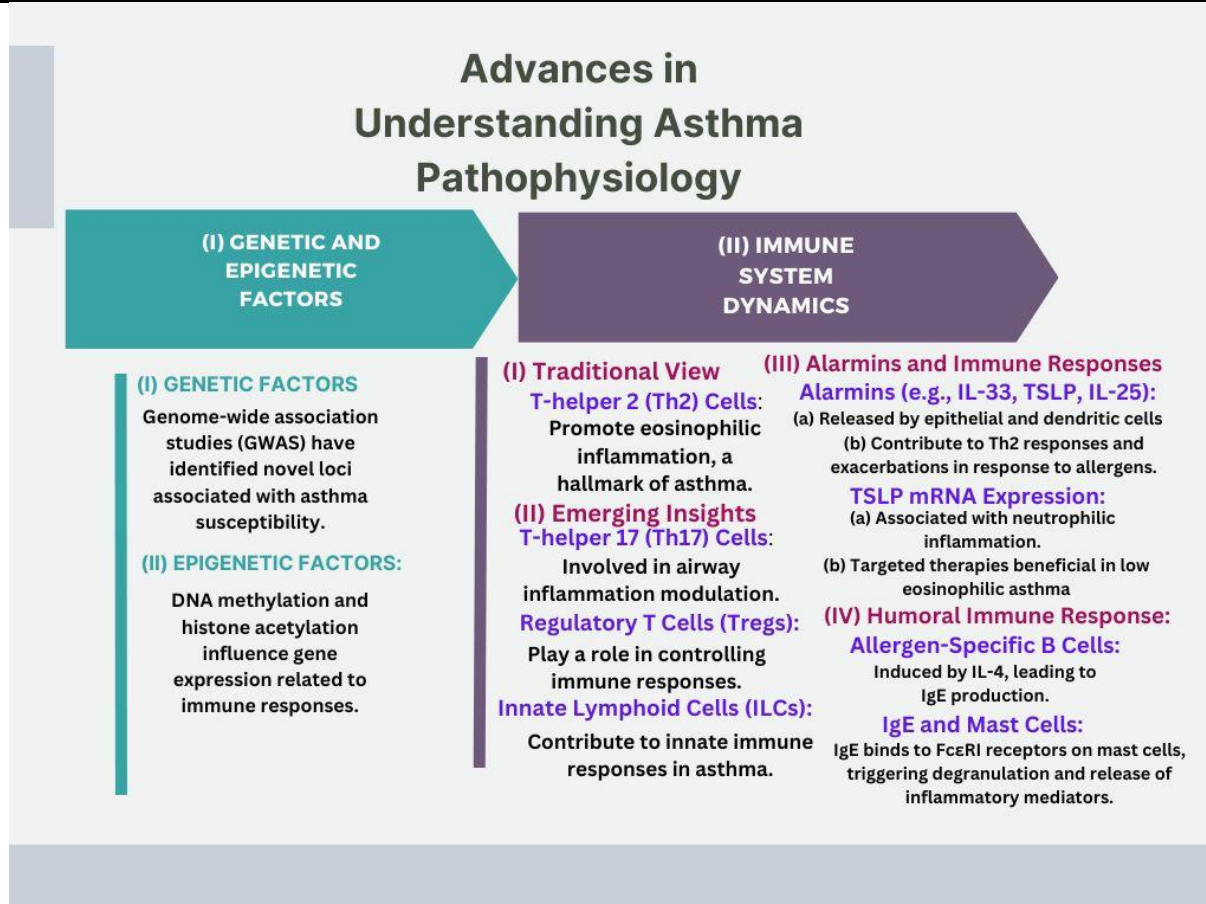 Advances in
Understanding Asthma
Pathophysiology
(I) GENETIC AND
EPIGENETIC
FACTORS
(II) IMMUNE
SYSTEM
DYNAMICS
(I) GENETIC FACTORS
Genome-wide association
studies (GWAS) have
identified novel loci
associated with asthma
susceptibility.
(II) EPIGENETIC FACTORS:
DNA methylation and
histone acetylation
influence gene
expression related to
immune responses.
(I) Traditional View
T-helper 2 (Th2) Cells:
Promote eosinophilic
inflammation, a
hallmark of asthma.
(II) Emerging Insights
T-helper 17 (Th17) Cells:
Involved in airway
inflammation modulation.
Regulatory T Cells (Tregs):
Play a role in controlling
immune responses.
Innate Lymphoid Cells (ILCs):
Contribute to innate immune
responses in asthma.
(III) Alarmins and Immune Responses
Alarmins (e.g., IL-33, TSLP, IL-25):
(a) Released by epithelial and dendritic cells
(b) Contribute to Th2 responses and
exacerbations in response to allergens.
TSLP mRNA Expression:
(a) Associated with neutrophilic
inflammation.
(b) Targeted therapies beneficial in low
eosinophilic asthma
(IV) Humoral Immune Response:
Allergen-Specific B Cells:
Induced by IL-4, leading to
IgE production.
IgE and Mast Cells:
IgE binds to FcεRI receptors on mast cells,
triggering degranulation and release of
inflammatory mediators.